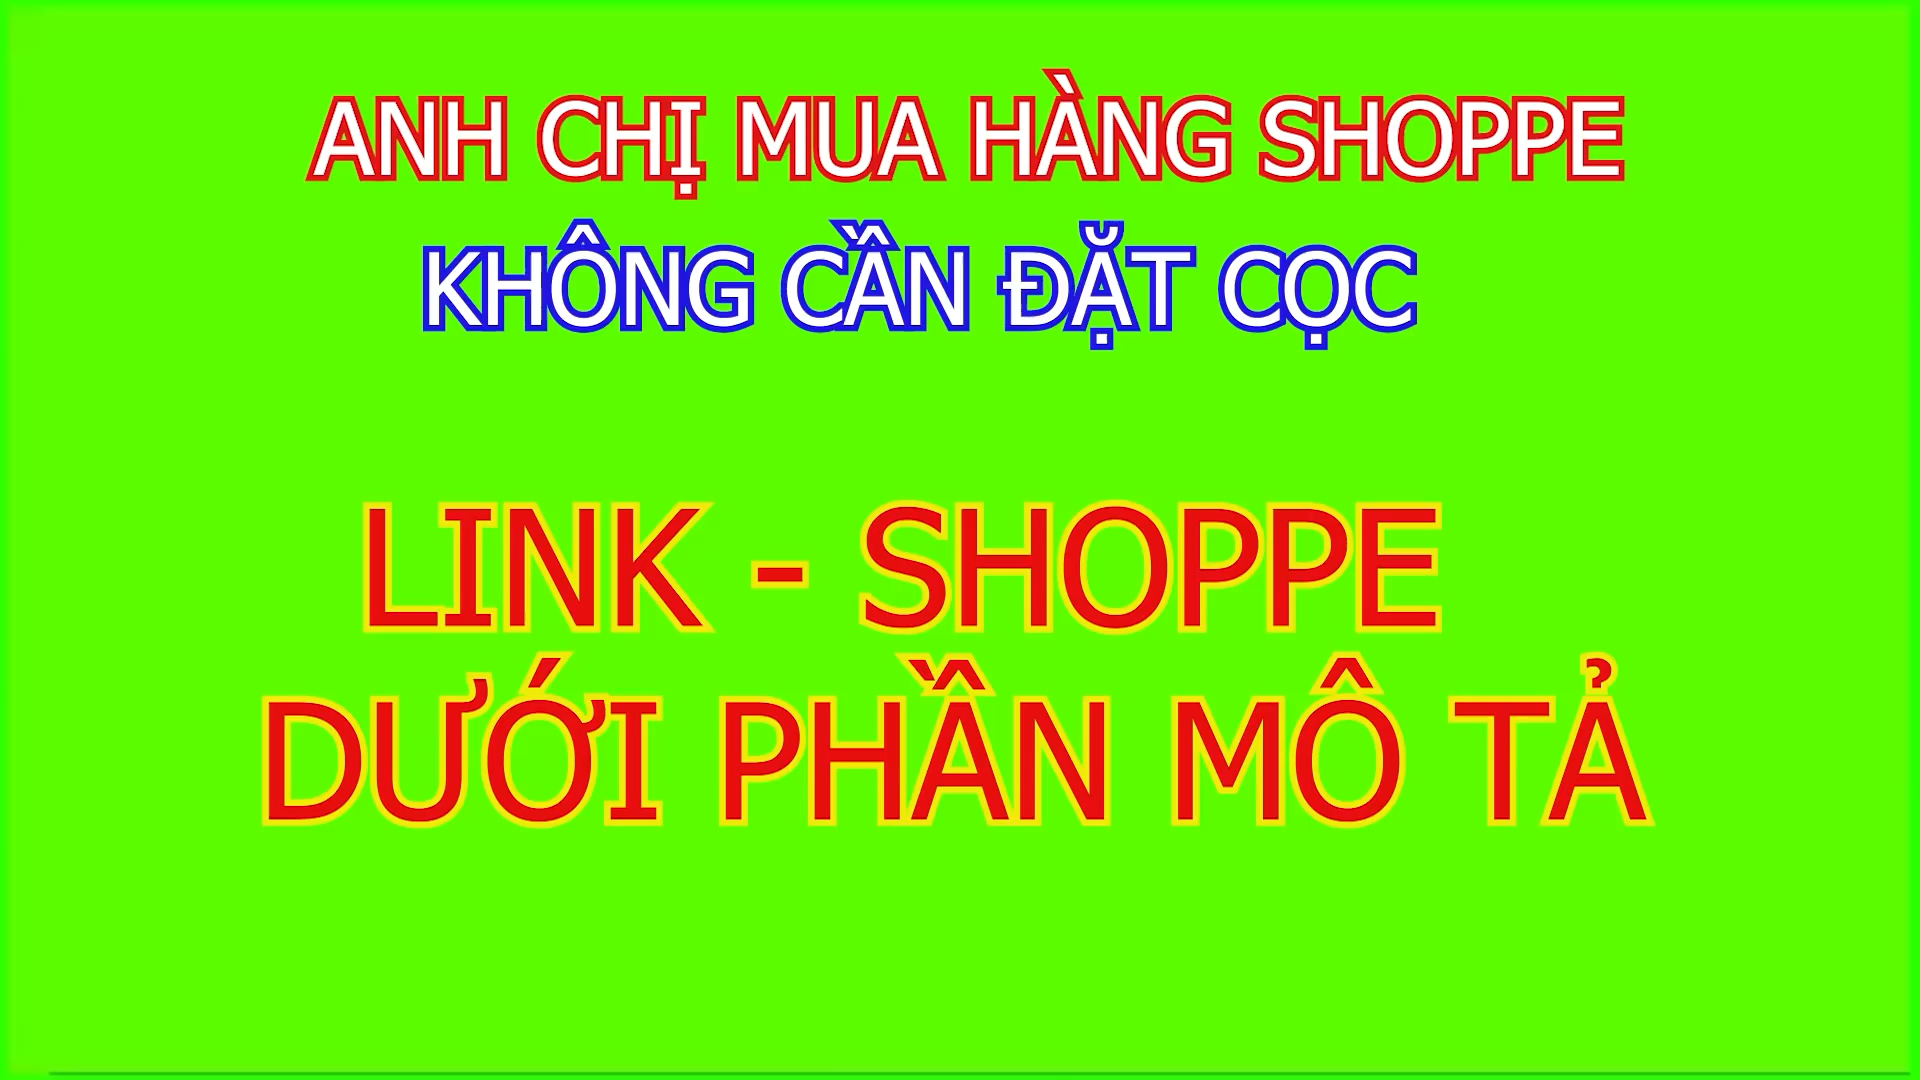 ANH CHỊ MUA HÀNG SHOPPE
KHÔNG CẦN ĐẶT CỌC
LINK - SHOPPE
DƯỚI PHẦN MÔ TẢ